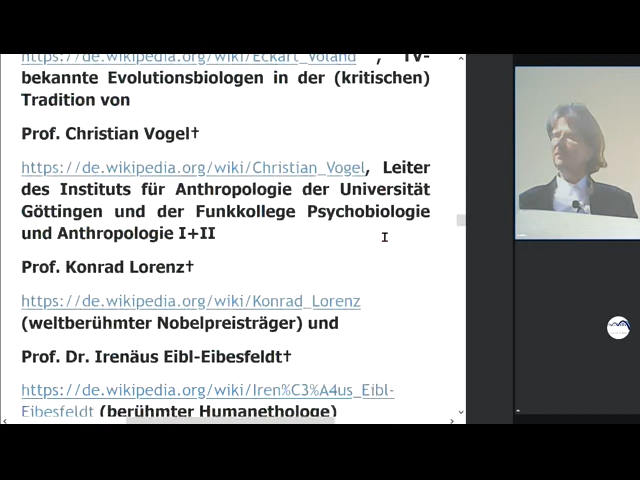 https://de.wikipedia.org/wiki/Eckart_Voland , TV-
bekannte Evolutionsbiologen in der (kritischen)
Tradition von
Prof. Christian Vogel†
https://de.wikipedia.org/wiki/Christian_Vogel, Leiter
des Instituts für Anthropologie der Universität
Göttingen und der Funkkollege Psychobiologie
und Anthropologie I+II
Prof. Konrad Lorenz†
https://de.wikipedia.org/wiki/Konrad_Lorenz
(weltberühmter Nobelpreisträger) und
Prof. Dr. Irenäus Eibl-Eibesfeldt†
https://de.wikipedia.org/wiki/Iren%C3%A4us_Eibl-
Eibesfeldt (berühmter Humanethologe)